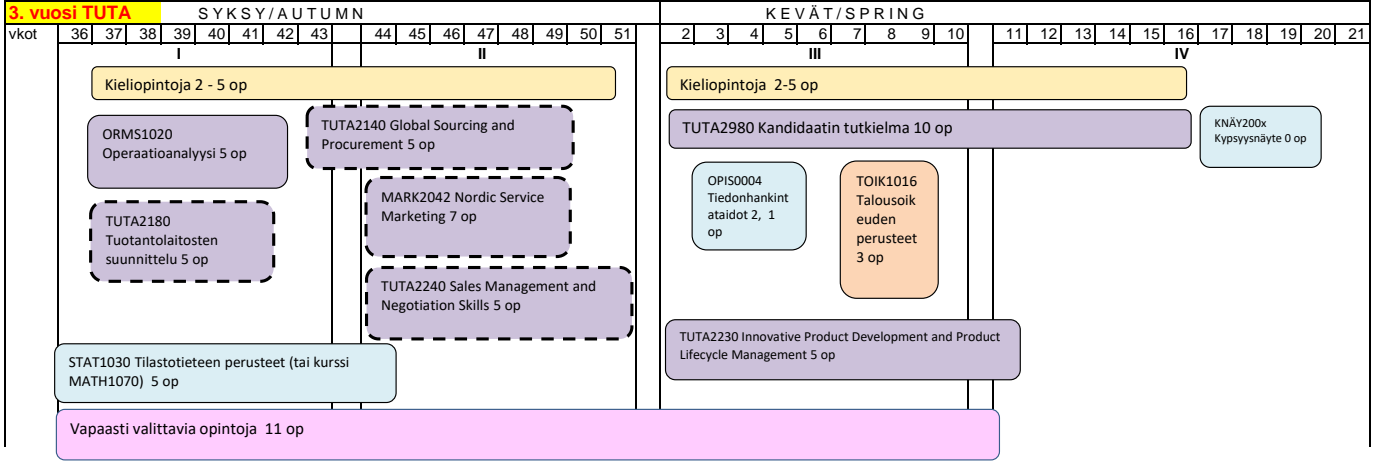 3. vuosi TUTA SYKSY/AUTUMN KEVÄT/SPRING
vkot 36 37 38 39 40 41 42 43 44 45 46 47 48 49 50 51 2 3 4 5 6 7 8 9 10 11 12 13 14 15 16 17 18 19 20 21
I II III IV
Kieliopintoja 2 - 5 op
Kieliopintoja 2-5 op
ORMS1020
Operaatioanalyysi 5 op
TUTA2140 Global Sourcing and
Procurement 5 op
TUTA2980 Kandidaatin tutkielma 10 op
KNÄY200x
Kypsyysnäyte 0 op
TUTA2180
Tuotantolaitosten
suunnittelu 5 op
MARK2042 Nordic Service
Marketing 7 op
OPIS0004
Tiedonhankint
ataidot 2, 1
op
TOIK1016
Talousoik
euden
perusteet
3 op
TUTA2240 Sales Management and
Negotiation Skills 5 op
TUTA2230 Innovative Product Development and Product
Lifecycle Management 5 op
STAT1030 Tilastotieteen perusteet (tai kurssi
MATH1070) 5 op
Vapaasti valittavia opintoja 11 op